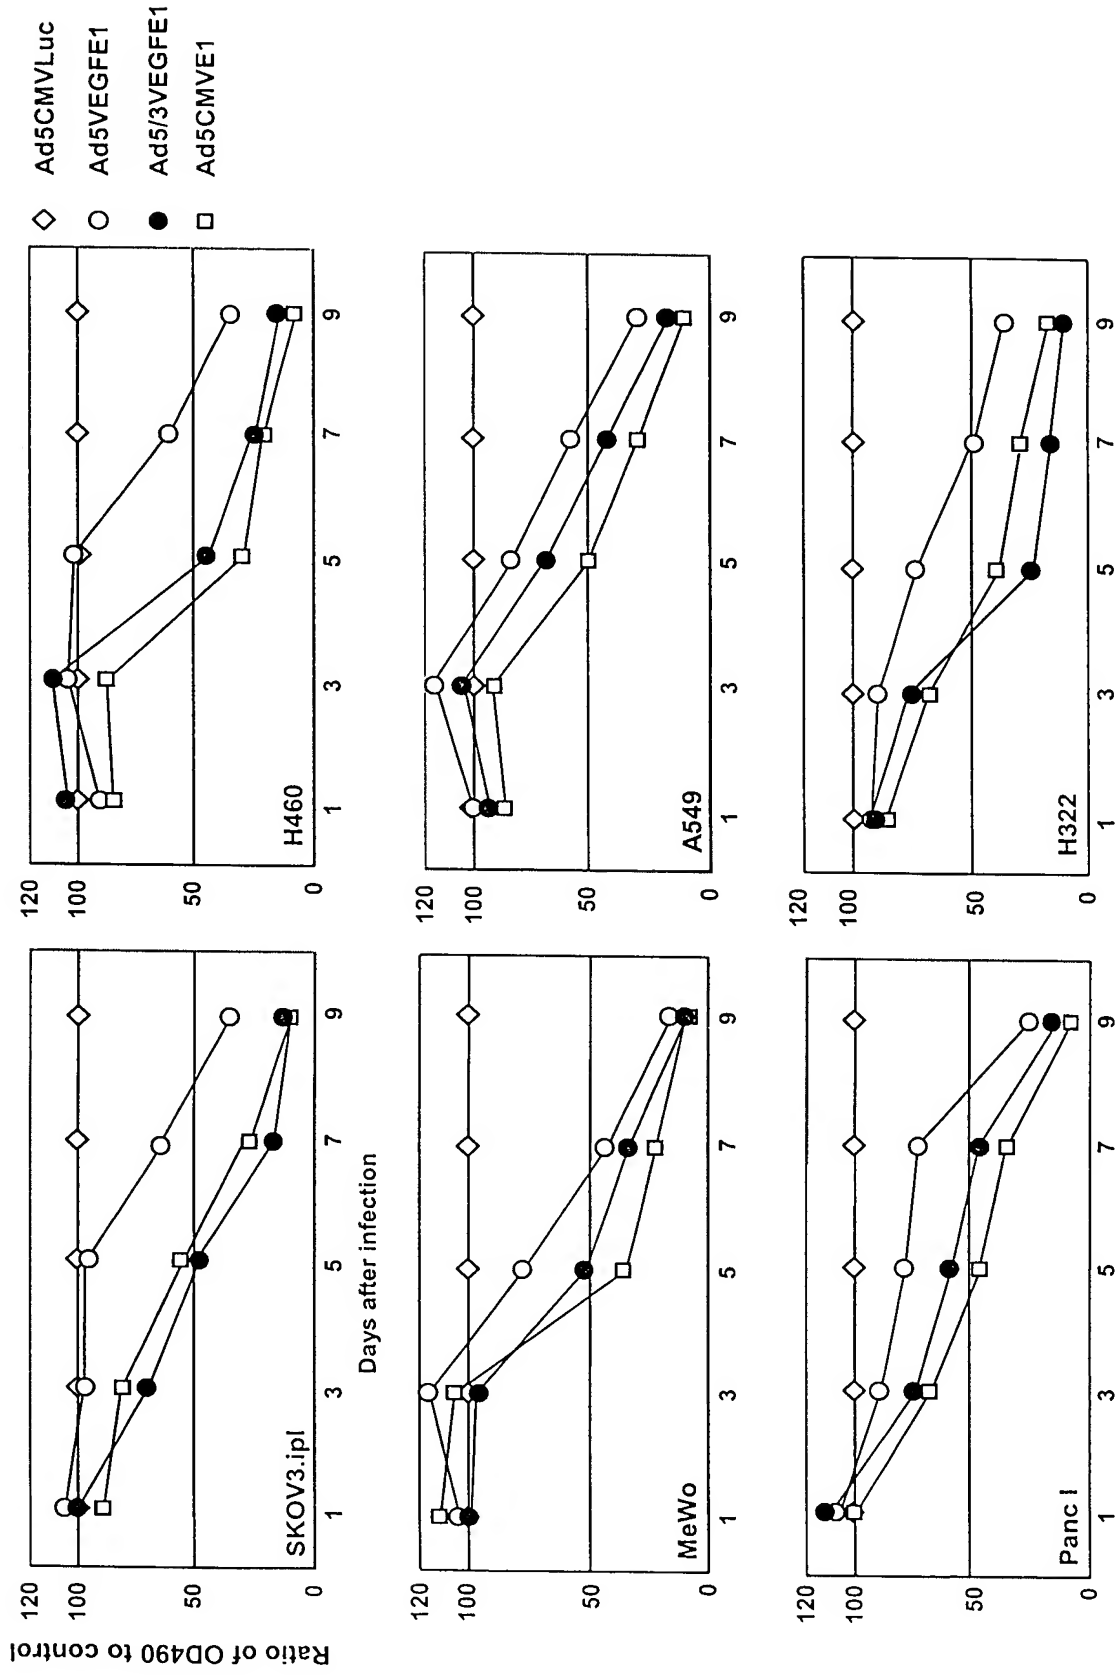 Ratio of OD490 to control
120
100
50
0
SKOV3.ipl
1 3 5 7 9
120
100
50
0
H460
1 3 5 7 9
Ad5CMVLuc
Ad5VEGFE1
Ad5/3VEGFE1
Ad5CMVE1
Days after infection
120
100
50
0
MeWo
1 3 5 7 9
120
100
50
0
A549
1 3 5 7 9
120
100
50
0
Panc I
1 3 5 7 9
120
100
50
0
H322
1 3 5 7 9